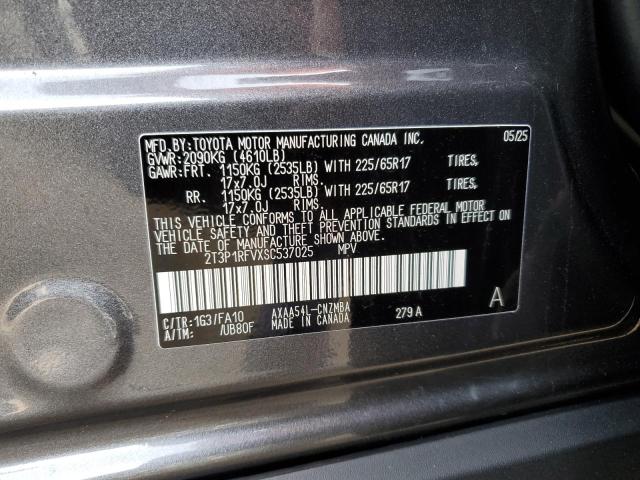 MFD.BY:TOYOTA MOTOR MANUFACTURING CANADA INC. 05/25
GVWR:2090KG (4610LB)
GAWR:FRT. 1150KG (2535LB) WITH 225/65R17 TIRES,
17x7.0J RIMS,
RR. 1150KG (2535LB) WITH 225/65R17 TIRES,
17x7.0J RIMS.
THIS VEHICLE CONFORMS TO ALL APPLICABLE FEDERAL MOTOR
VEHICLE SAFETY AND THEFT PREVENTION STANDARDS IN EFFECT ON
THE DATE OF MANUFACTURE SHOWN ABOVE.
2T3P1RFVXSC537025 MPV
C/TR:1G3/FA10 AXAA54L-CNZMBA A
A/TM: /UB80F MADE IN CANADA 279A